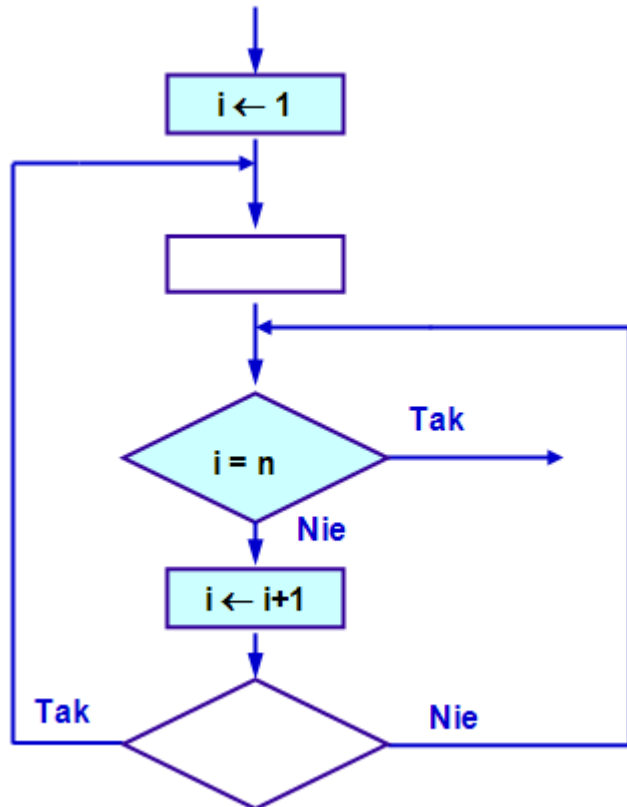 i ← 1
i = n
Tak
Nie
i ← i+1
Tak
Nie